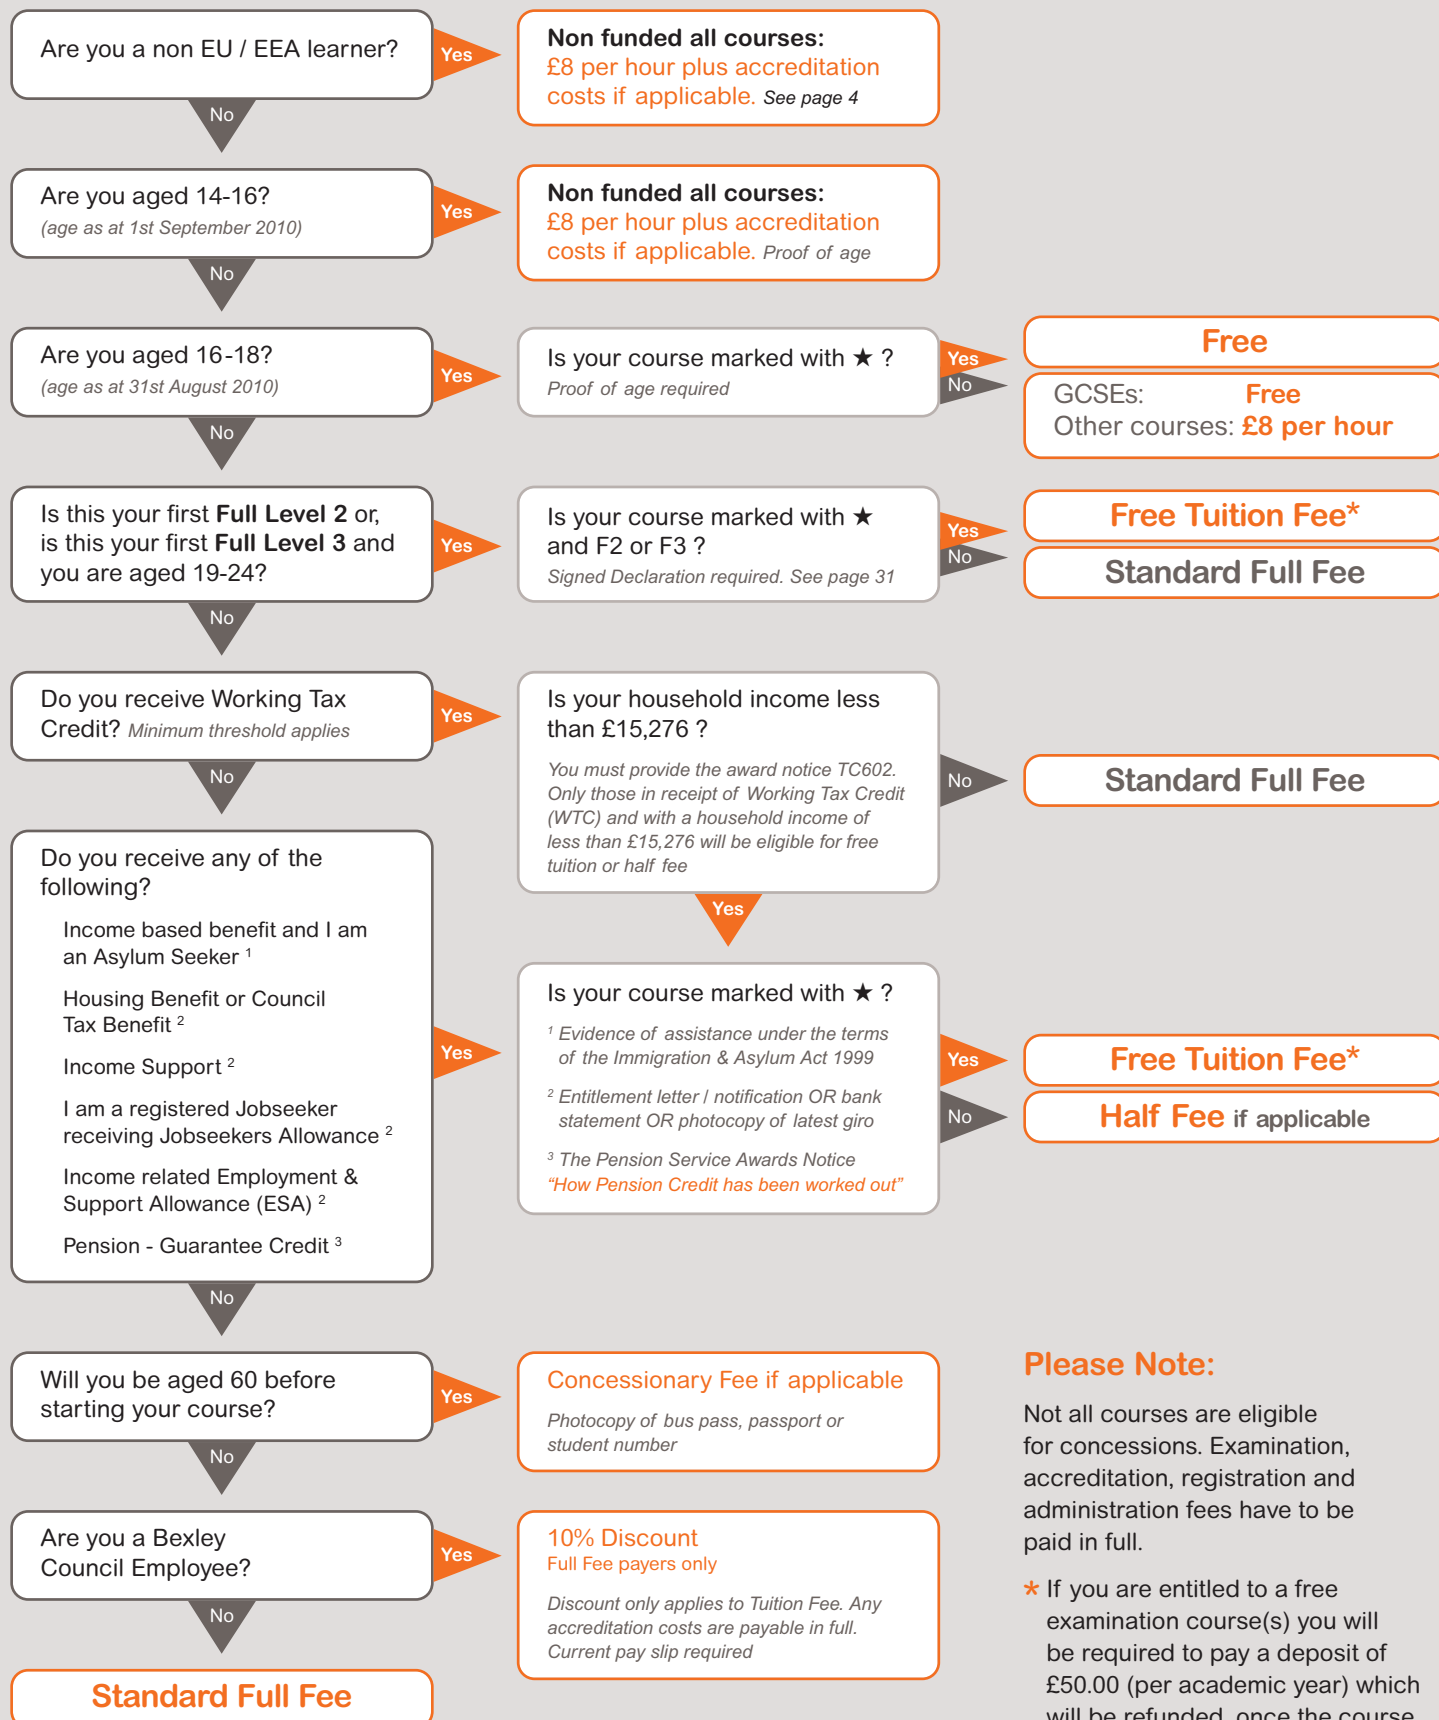 Are you a non EU / EEA learner?
Yes
Non funded all courses:
£8 per hour plus accreditation
costs if applicable. See page 4
No
Are you aged 14-16?
(age as at 1st September 2010)
Yes
Non funded all courses:
£8 per hour plus accreditation
costs if applicable. Proof of age
No
Are you aged 16-18?
(age as at 31st August 2010)
Yes
Is your course marked with ★ ?
Proof of age required
Yes
No
Free
GCSEs: Free
Other courses: £8 per hour
No
Is this your first Full Level 2 or,
is this your first Full Level 3 and
you are aged 19-24?
Yes
Is your course marked with ★
and F2 or F3 ?
Signed Declaration required. See page 31
Yes
No
Free Tuition Fee*
Standard Full Fee
No
Do you receive Working Tax
Credit? Minimum threshold applies
Yes
Is your household income less
than £15,276 ?
You must provide the award notice TC602.
Only those in receipt of Working Tax Credit
(WTC) and with a household income of
less than £15,276 will be eligible for free
tuition or half fee
No
Standard Full Fee
Yes
No
Do you receive any of the
following?
Income based benefit and I am
an Asylum Seeker 1
Housing Benefit or Council
Tax Benefit 2
Income Support 2
I am a registered Jobseeker
receiving Jobseekers Allowance 2
Income related Employment &
Support Allowance (ESA) 2
Pension - Guarantee Credit 3
Yes
Is your course marked with ★ ?
1 Evidence of assistance under the terms
of the Immigration & Asylum Act 1999
2 Entitlement letter / notification OR bank
statement OR photocopy of latest giro
3 The Pension Service Awards Notice
“How Pension Credit has been worked out”
Yes
No
Free Tuition Fee*
Half Fee if applicable
No
Will you be aged 60 before
starting your course?
Yes
Concessionary Fee if applicable
Photocopy of bus pass, passport or
student number
No
Are you a Bexley
Council Employee?
Yes
10% Discount
Full Fee payers only
Discount only applies to Tuition Fee. Any
accreditation costs are payable in full.
Current pay slip required
No
Standard Full Fee
Please Note:
Not all courses are eligible
for concessions. Examination,
accreditation, registration and
administration fees have to be
paid in full.
* If you are entitled to a free
examination course(s) you will
be required to pay a deposit of
£50.00 (per academic year) which
will be refunded, once the course